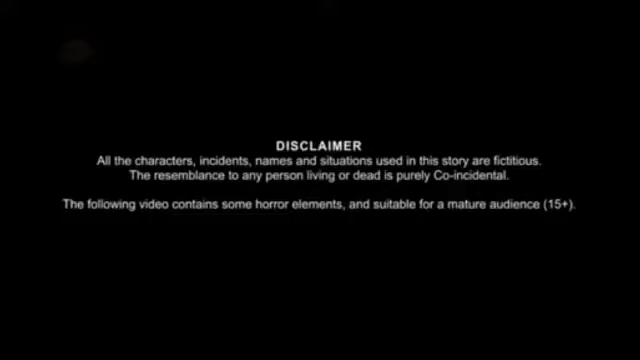 DISCLAIMER
All the characters, incidents, names and situations used in this story are fictitious.
The resemblance to any person living or dead is purely Co-incidental.
The following video contains some horror elements, and suitable for a mature audience (15+).